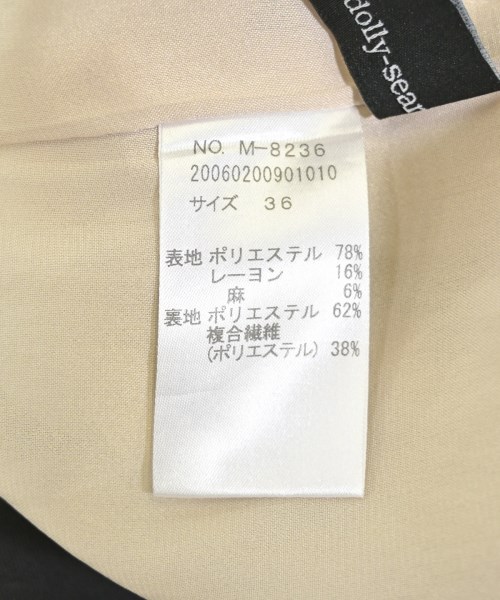 dolly-sean
NO. M-8236
20060200901010
サイズ 36
表地 ポリエステル 78%
レーヨン 16%
麻 6%
裏地 ポリエステル 62%
複合繊維
(ポリエステル) 38%